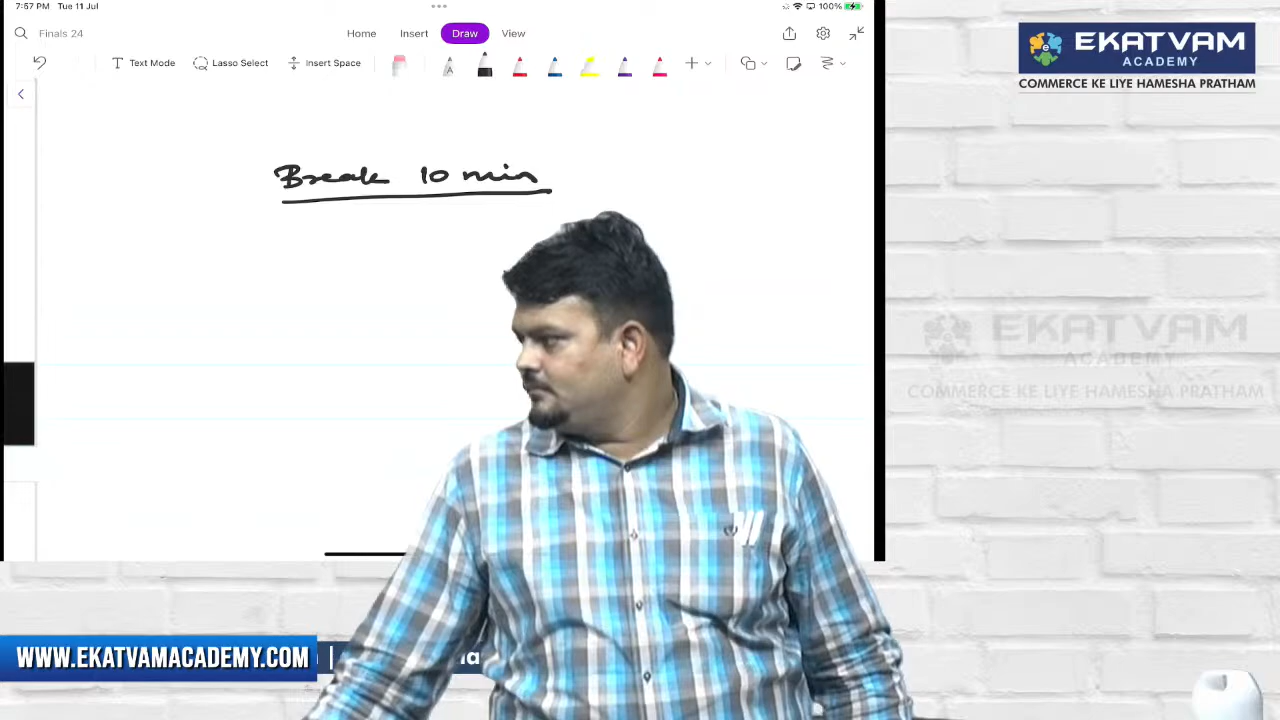 7:57 PM Tue 11 Jul
100%
Finals 24
Home Insert Draw View
Text Mode Lasso Select Insert Space
Break 10 min
EKATVAM
ACADEMY
COMMERCE KE LIYE HAMESHA PRATHAM
EKATVAM
ACADEMY
COMMERCE KE LIYE HAMESHA PRATHAM
WWW.EKATVAMACADEMY.COM